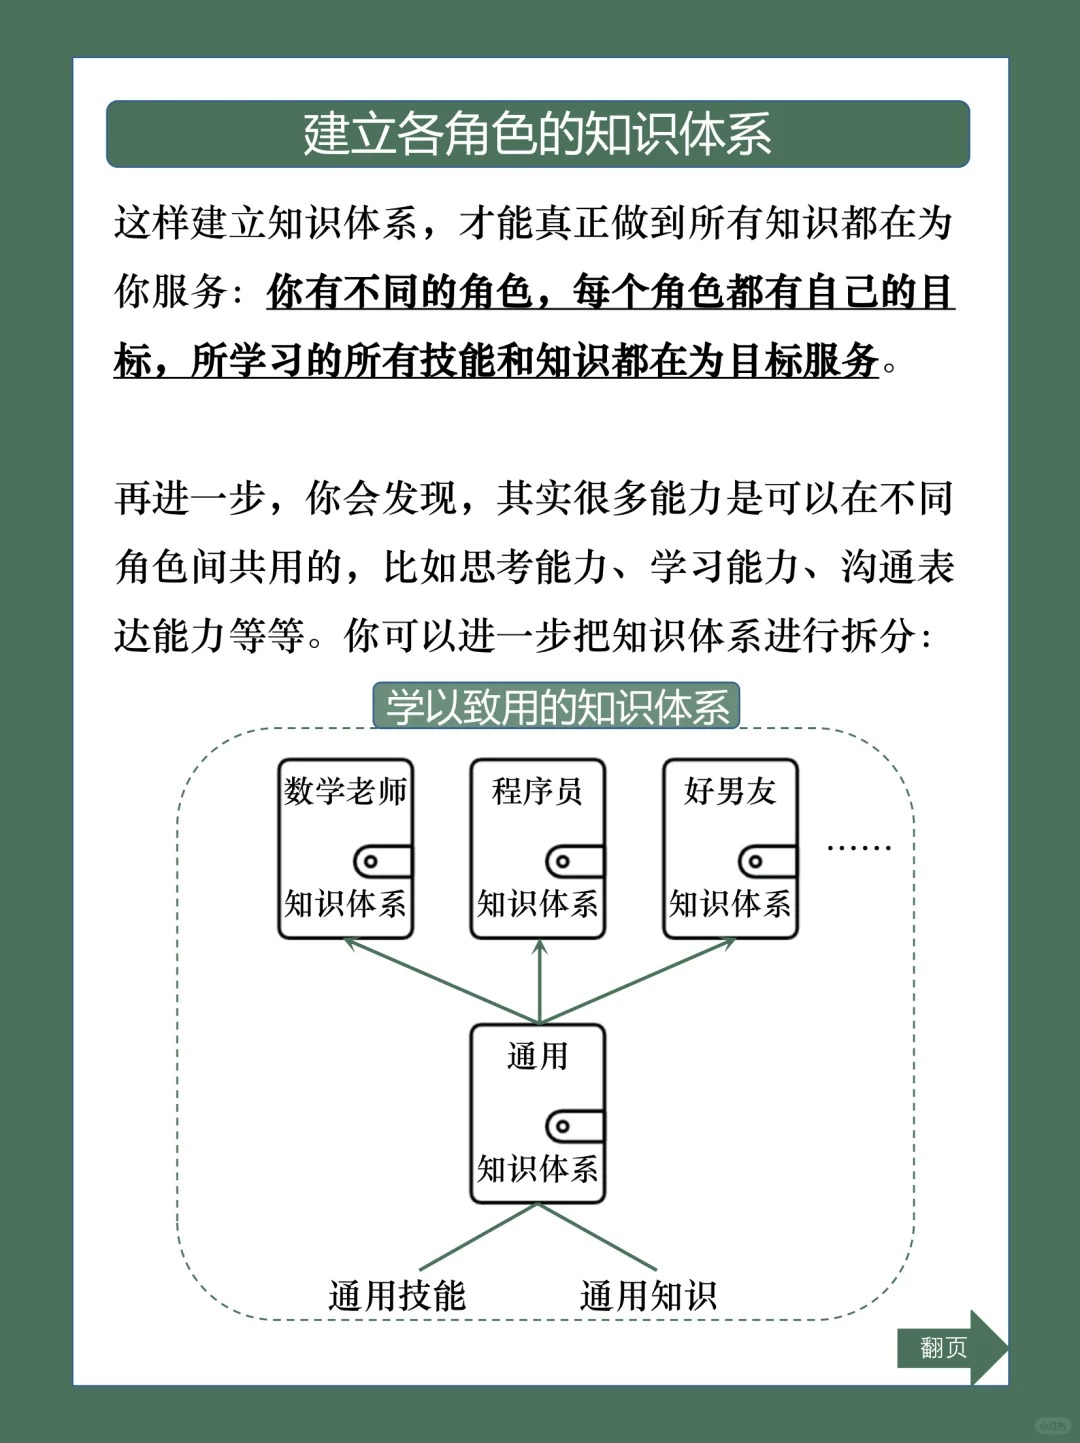 建立各角色的知识体系
这样建立知识体系，才能真正做到所有知识都在为
你服务：你有不同的角色，每个角色都有自己的目
标，所学习的所有技能和知识都在为目标服务。
再进一步，你会发现，其实很多能力是可以在不同
角色间共用的，比如思考能力、学习能力、沟通表
达能力等等。你可以进一步把知识体系进行拆分：
学以致用的知识体系
数学老师
知识体系
程序员
知识体系
好男友
知识体系
……
通用
知识体系
通用技能
通用知识
翻页